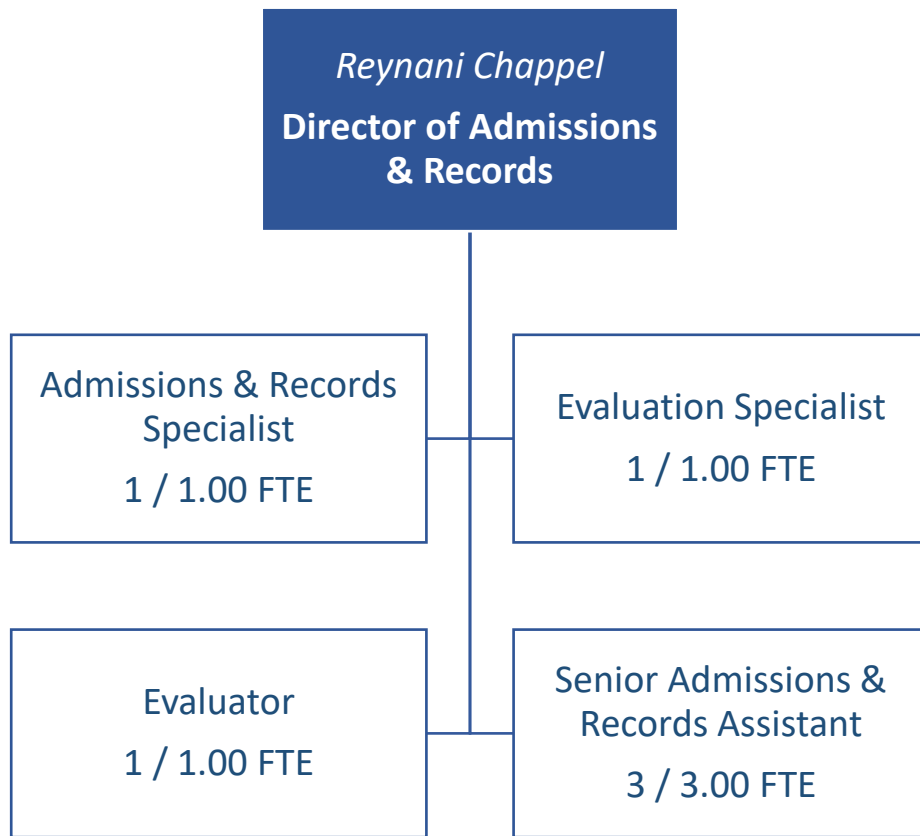 Reynani Chappel
Director of Admissions
& Records
Admissions & Records
Specialist
1 / 1.00 FTE
Evaluation Specialist
1 / 1.00 FTE
Evaluator
1 / 1.00 FTE
Senior Admissions &
Records Assistant
3 / 3.00 FTE